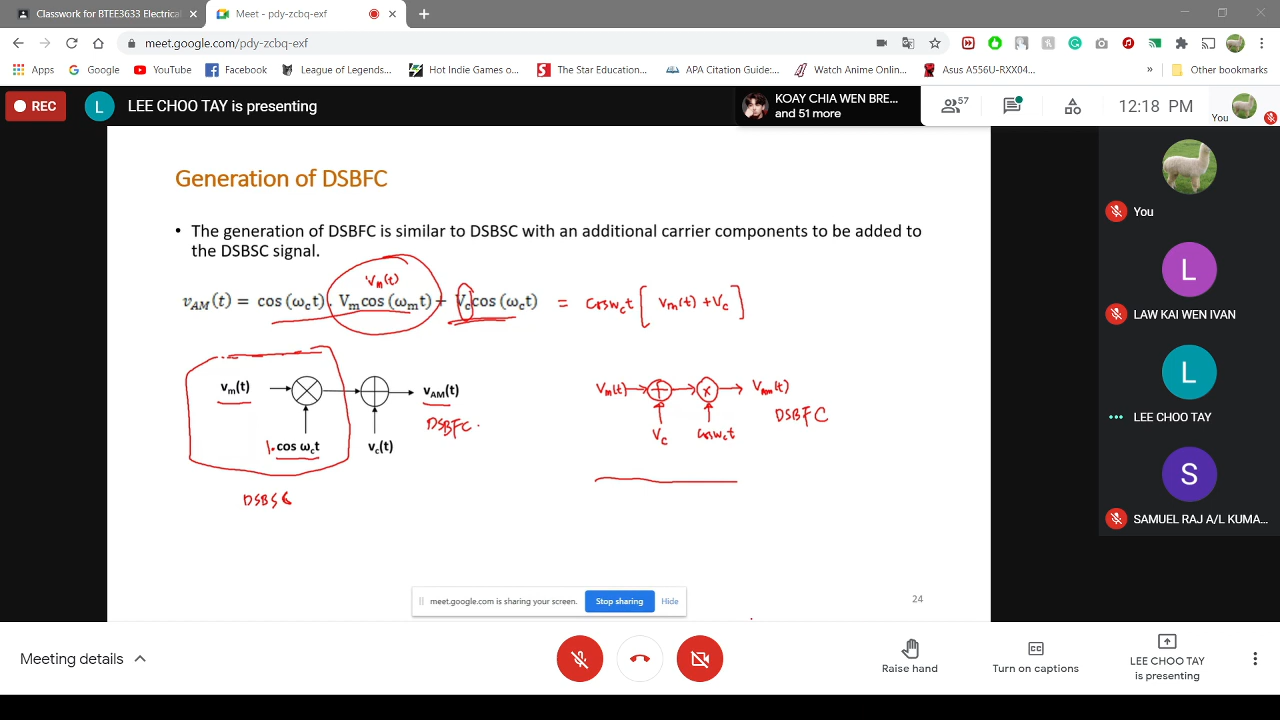 Classwork for BTEE3633 Electrical
Meet - pdy-zcbq-exf
meet.google.com/pdy-zcbq-exf
Apps Google YouTube Facebook League of Legends... Hot Indie Games o... The Star Education... APA Citation Guide:... Watch Anime Online... Asus A556U-RXX04... » Other bookmarks
REC L LEE CHOO TAY is presenting
KOAY CHIA WEN BRE...
and 51 more
57
12:18 PM
You
Generation of DSBFC
• The generation of DSBFC is similar to DSBSC with an additional carrier components to be added to
the DSBSC signal.
Vm(t)
vAM(t) = cos (ωct). Vmcos (ωmt) + Vccos (ωct) = cosωct [ Vm(t) + Vc ]
vm(t)
vAM(t)
DSBFC.
1. cos ωct
vc(t)
DSBSC
Vm(t) + × VAM(t)
DSBFC
Vc cosωct
You
L
LAW KAI WEN IVAN
L
LEE CHOO TAY
S
SAMUEL RAJ A/L KUMA...
meet.google.com is sharing your screen. Stop sharing Hide
24
Meeting details
Raise hand
CC
Turn on captions
LEE CHOO TAY
is presenting